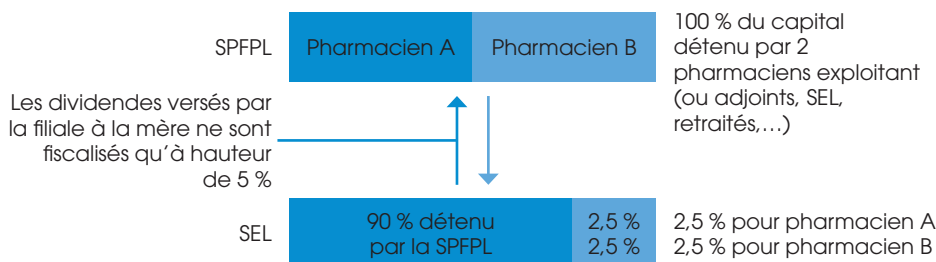 SPFPL
Pharmacien A
Pharmacien B
100 % du capital
détenu par 2
pharmaciens exploitant
(ou adjoints, SEL,
retraités,…)
Les dividendes versés par
la filiale à la mère ne sont
fiscalisés qu'à hauteur
de 5 %
SEL
90 % détenu
par la SPFPL
2,5 %
2,5 %
2,5 % pour pharmacien A
2,5 % pour pharmacien B